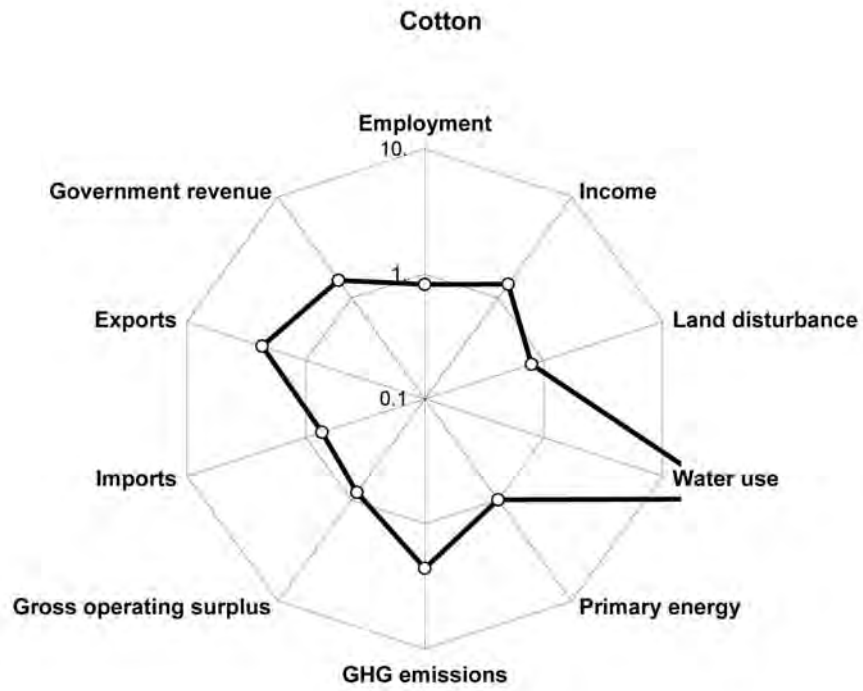 Cotton
Employment
10.
Government revenue
Income
1.
Exports
Land disturbance
0.1
Imports
Water use
Gross operating surplus
Primary energy
GHG emissions